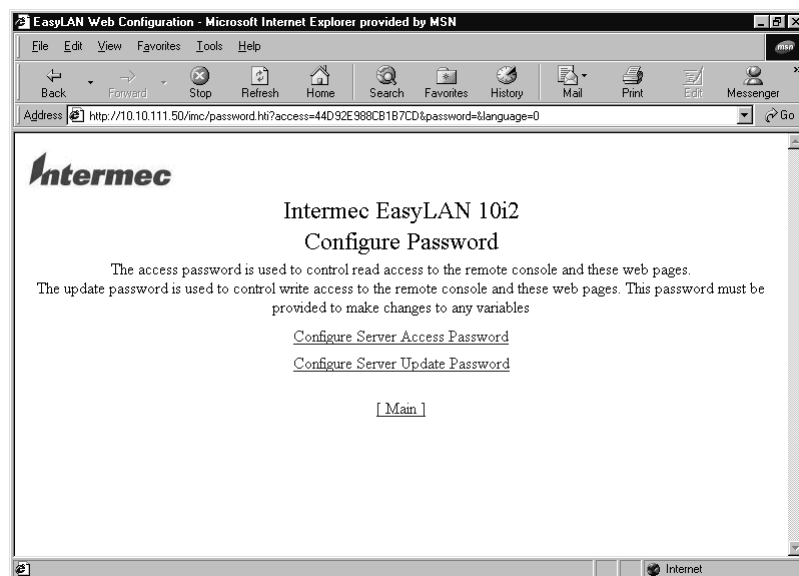 EasyLAN Web Configuration - Microsoft Internet Explorer provided by MSN
File Edit View Favorites Tools Help
msn
Back Forward Stop Refresh Home Search Favorites History Mail Print Edit Messenger »
Address http://10.10.111.50/imc/password.hti?access=44D92E988CB1B7CD&password=&language=0 Go
Intermec
Intermec EasyLAN 10i2
Configure Password
The access password is used to control read access to the remote console and these web pages.
The update password is used to control write access to the remote console and these web pages. This password must be
provided to make changes to any variables
Configure Server Access Password
Configure Server Update Password
[ Main ]
Internet